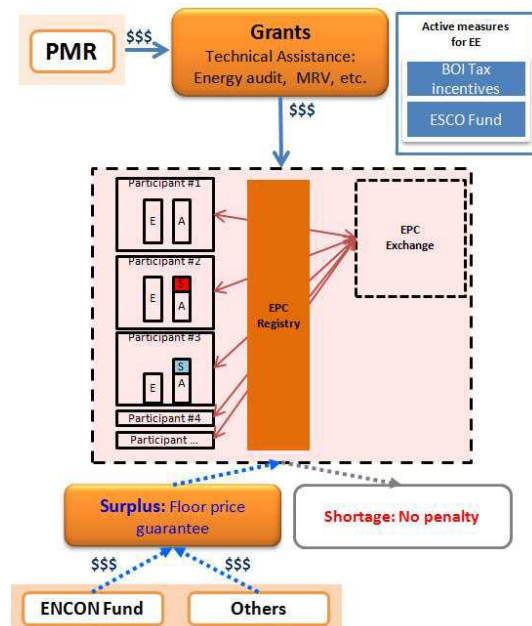 PMR
$$$
Grants
Technical Assistance:
Energy audit, MRV, etc.
$$$
Active measures
for EE
BOI Tax
incentives
ESCO Fund
Participant #1
E
A
Participant #2
E
S
A
Participant #3
E
S
A
Participant #4
Participant ...
EPC
Registry
EPC
Exchange
Surplus: Floor price
guarantee
Shortage: No penalty
$$$
$$$
ENCON Fund
Others